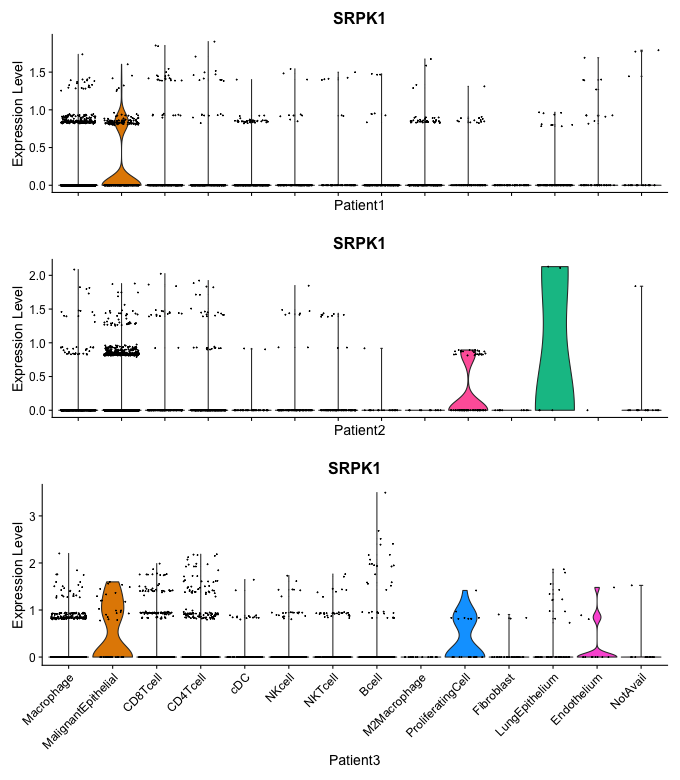 SRPK1
Expression Level
1.5
1.0
0.5
0.0
Patient1
SRPK1
Expression Level
2.0
1.5
1.0
0.5
0.0
Patient2
SRPK1
Expression Level
3
2
1
0
Macrophage
MalignantEpithelial
CD8Tcell
CD4Tcell
cDC
NKcell
NKTcell
Bcell
M2Macrophage
ProliferatingCell
Fibroblast
LungEpithelium
Endothelium
NotAvail
Patient3